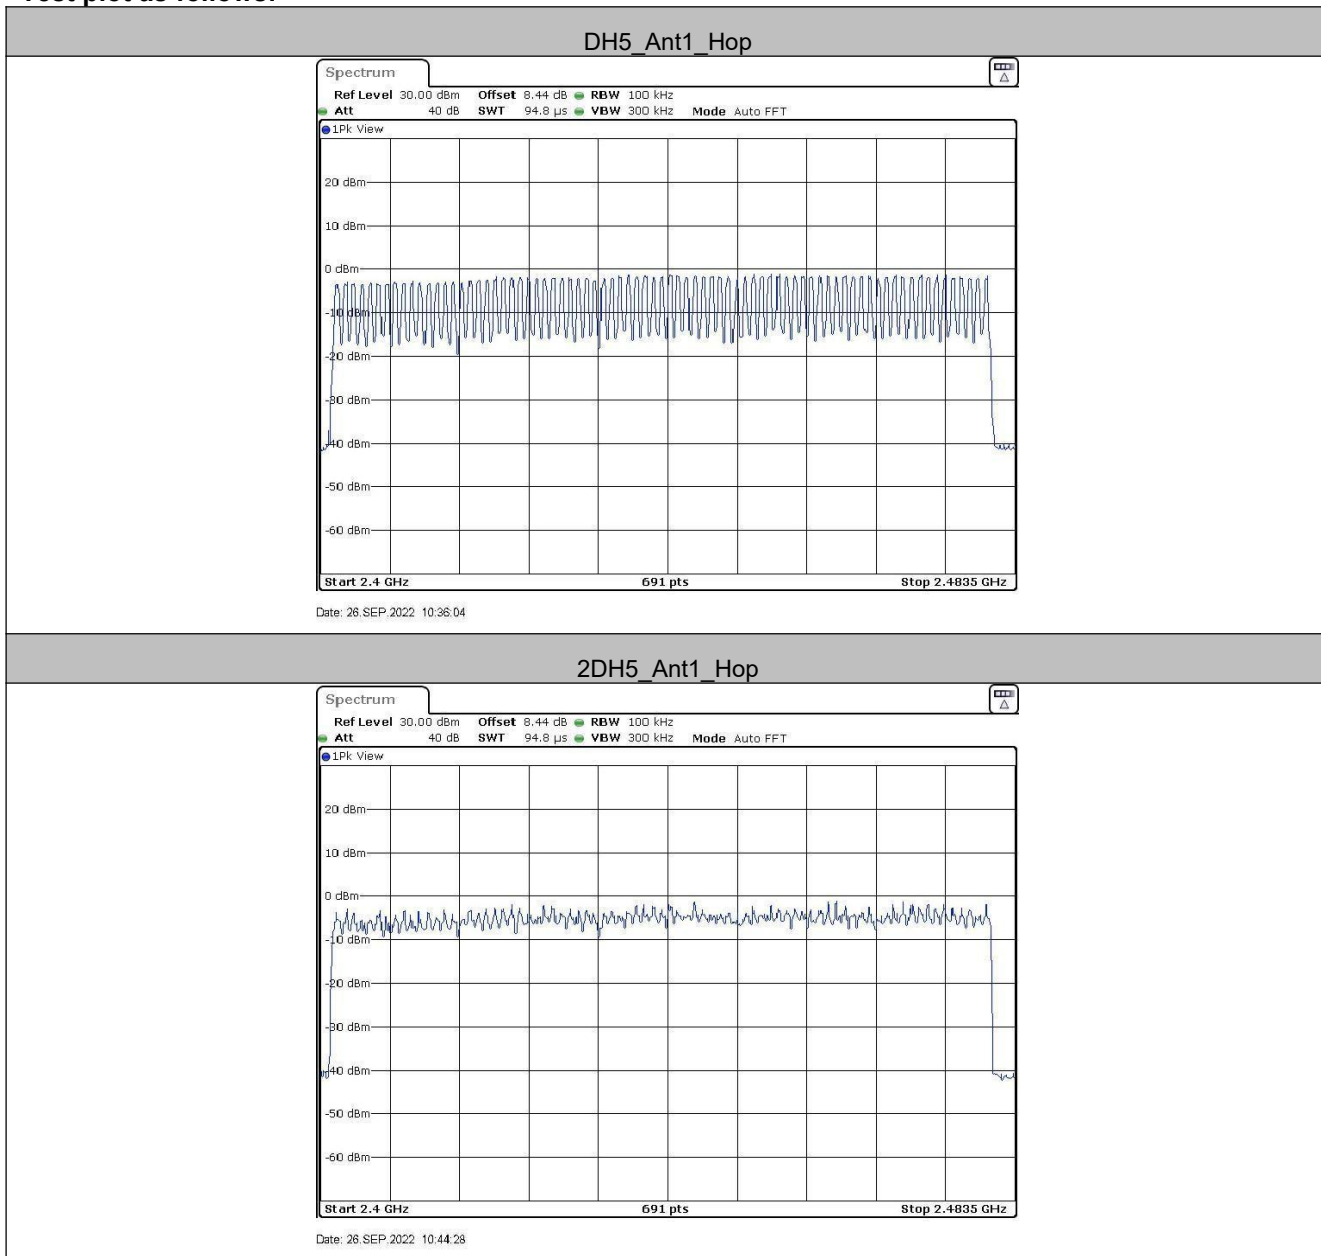 Test plot as follows:
DH5_Ant1_Hop
Spectrum
Ref Level 30.00 dBm Offset 8.44 dB RBW 100 kHz
Att 40 dB SWT 94.8 µs VBW 300 kHz Mode Auto FFT
1Pk View
20 dBm
10 dBm
0 dBm
-10 dBm
-20 dBm
-30 dBm
-40 dBm
-50 dBm
-60 dBm
Start 2.4 GHz 691 pts Stop 2.4835 GHz
Date: 26.SEP.2022 10:36:04
2DH5_Ant1_Hop
Spectrum
Ref Level 30.00 dBm Offset 8.44 dB RBW 100 kHz
Att 40 dB SWT 94.8 µs VBW 300 kHz Mode Auto FFT
1Pk View
20 dBm
10 dBm
0 dBm
-10 dBm
-20 dBm
-30 dBm
-40 dBm
-50 dBm
-60 dBm
Start 2.4 GHz 691 pts Stop 2.4835 GHz
Date: 26.SEP.2022 10:44:28